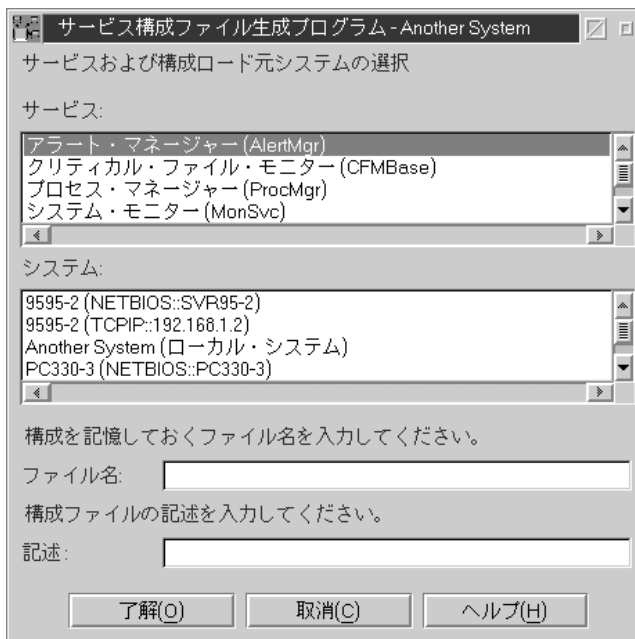 サービス構成ファイル生成プログラム - Another System
サービスおよび構成ロード元システムの選択
サービス:
アラート・マネージャー (AlertMgr)
クリティカル・ファイル・モニター (CFMBase)
プロセス・マネージャー (ProcMgr)
システム・モニター (MonSvc)
システム:
9595-2 (NETBIOS::SVR95-2)
9595-2 (TCPIP::192.168.1.2)
Another System (ローカル・システム)
PC330-3 (NETBIOS::PC330-3)
構成を記憶しておくファイル名を入力してください。
ファイル名:
構成ファイルの記述を入力してください。
記述:
了解(O)
取消(C)
ヘルプ(H)